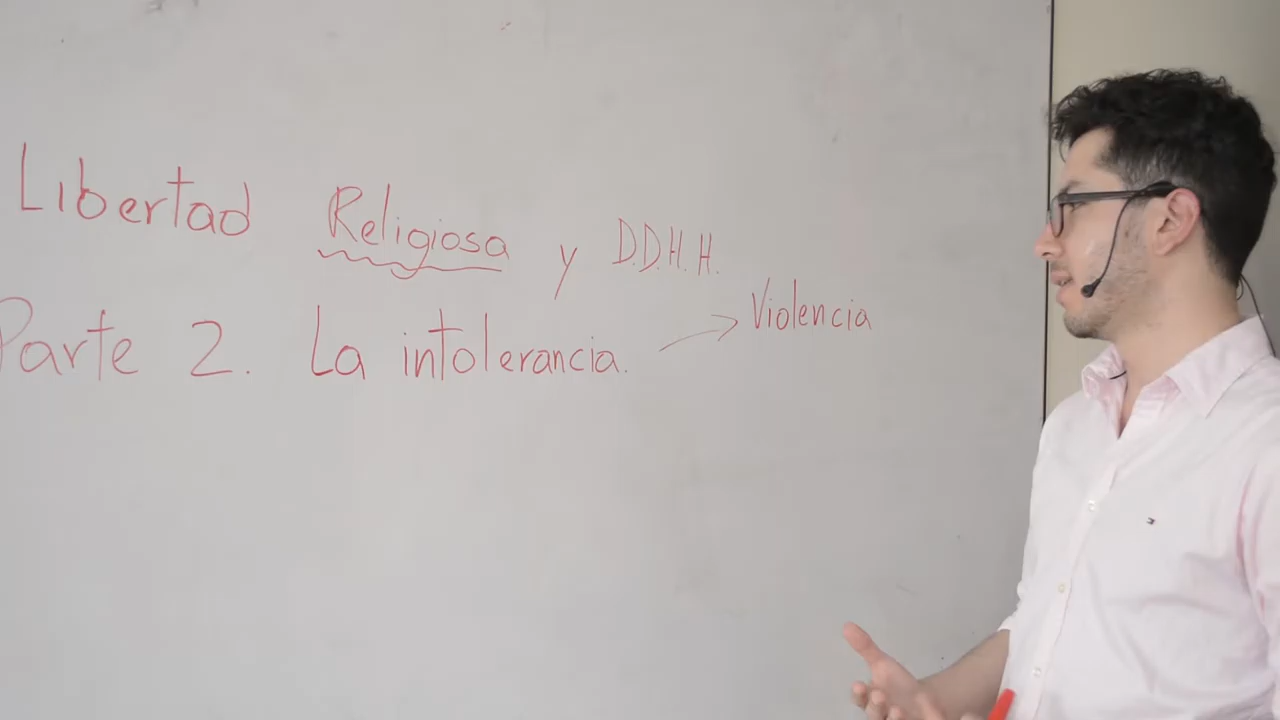 Libertad Religiosa y D.D.H.H.
Parte 2. La intolerancia. → Violencia